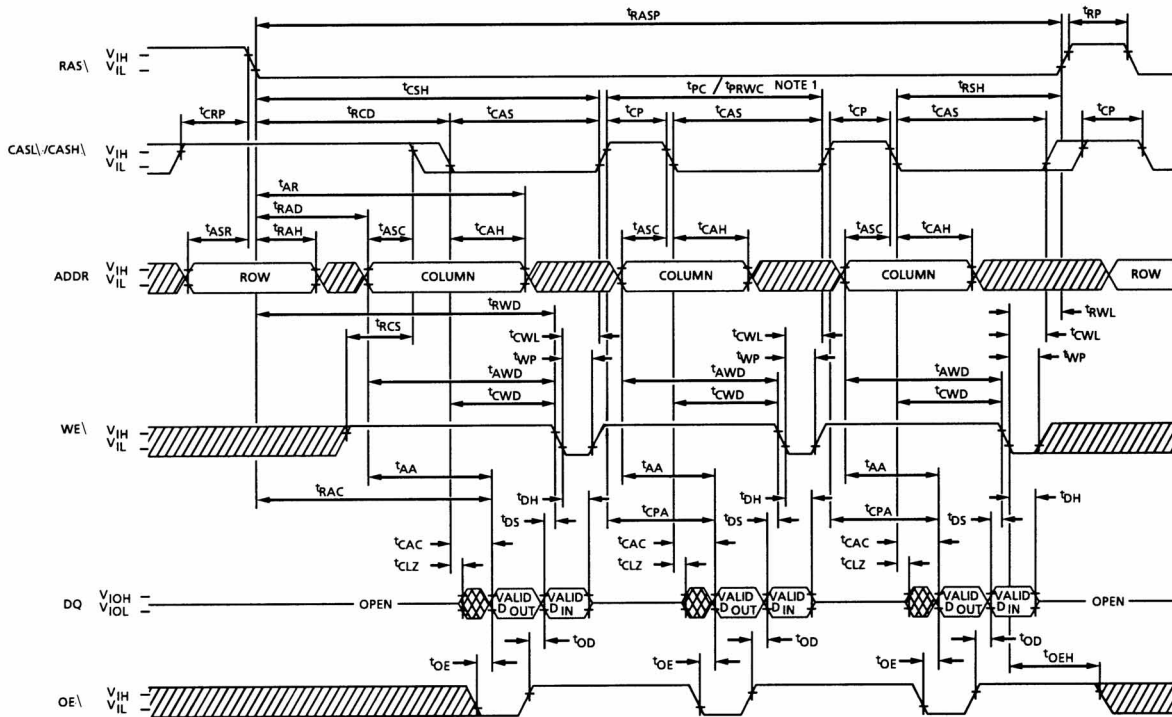 tRASP tRP
RAS\ VIH VIL
tCSH tPC / tPRWC NOTE 1 tRSH
tCRP tRCD tCAS tCP tCAS tCP tCAS tCP
CASL\/CASH\ VIH VIL
tAR
tRAD
tASR tRAH tASC tCAH tASC tCAH tASC tCAH
ADDR VIH VIL ROW COLUMN COLUMN COLUMN ROW
tRWD tRWL
tRCS tCWL tCWL tCWL
tWP tWP tWP
tAWD tAWD tAWD
tCWD tCWD tCWD
WE\ VIH VIL
tAA tAA tAA
tRAC tDH tDH tDH
tDS tCPA tDS tCPA tDS
tCAC tCAC tCAC
tCLZ tCLZ tCLZ
DQ VIOH VIOL OPEN VALID DOUT VALID DIN VALID DOUT VALID DIN VALID DOUT VALID DIN OPEN
tOD tOD tOD
tOE tOE tOE tOEH
OE\ VIH VIL